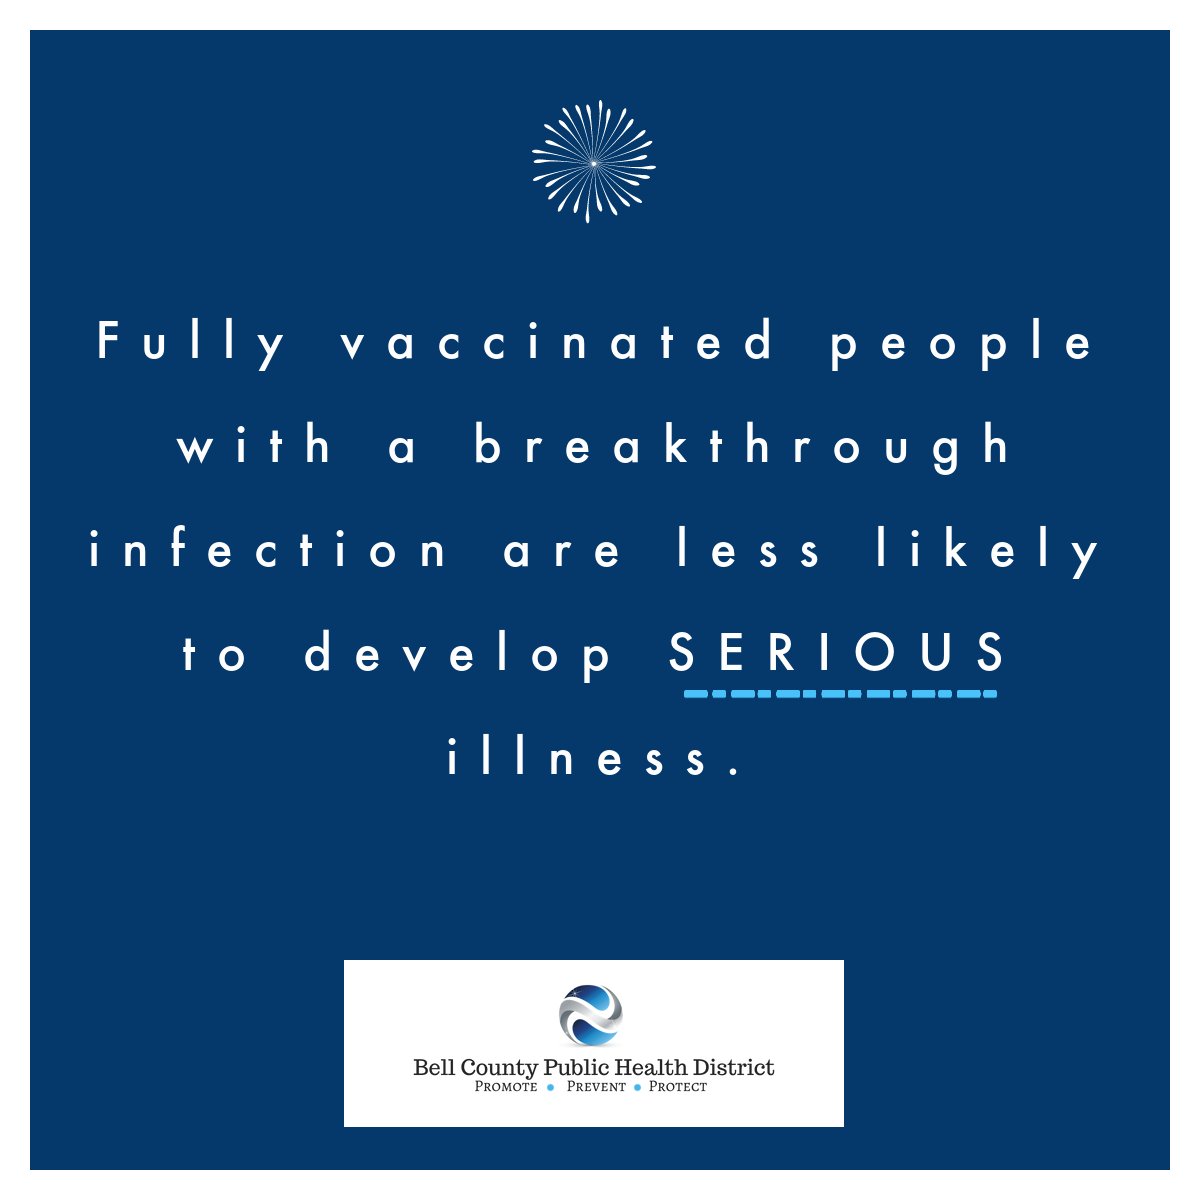 Fully vaccinated people
with a breakthrough
infection are less likely
to develop SERIOUS
illness.
Bell County Public Health District
Promote • Prevent • Protect